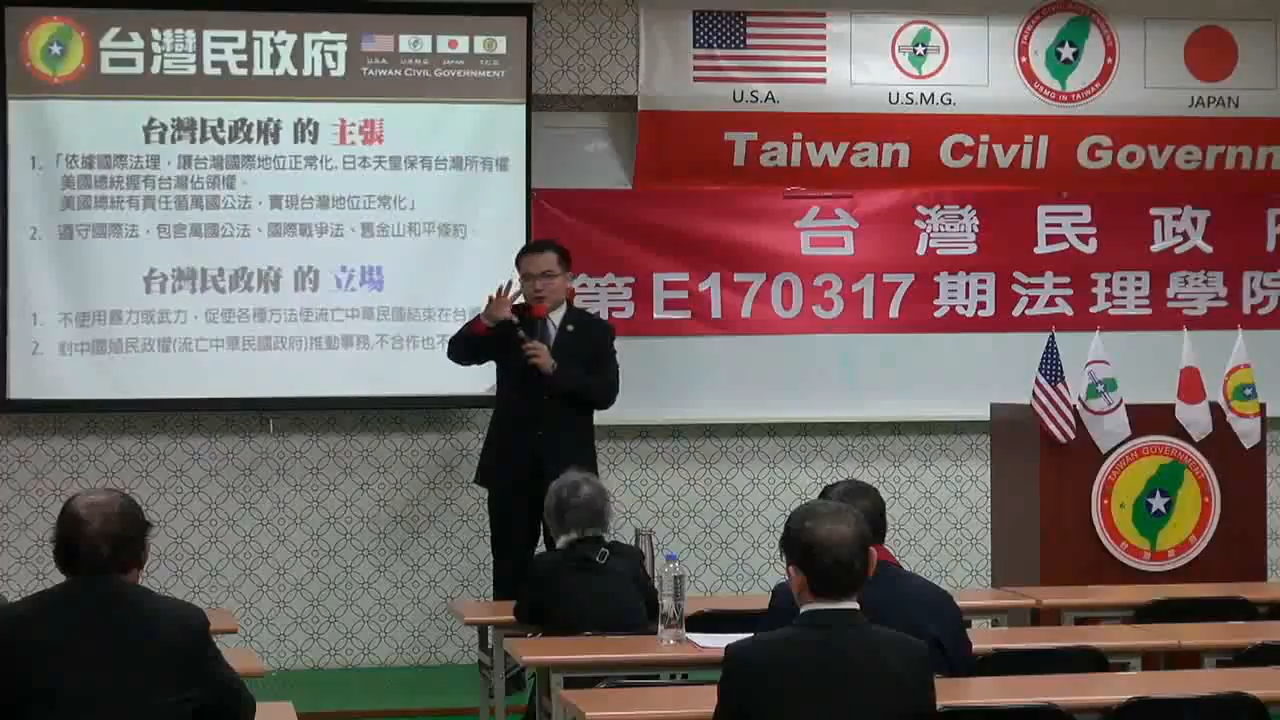 台灣民政府
U.S.A. U.S.M.G. JAPAN T.C.G.
TAIWAN CIVIL GOVERNMENT
台灣民政府 的 主張
1. 「依據國際法理，讓台灣國際地位正常化, 日本天皇保有台灣所有權
美國總統握有台灣佔領權。
美國總統有責任循萬國公法，實現台灣地位正常化」
2. 遵守國際法，包含萬國公法、國際戰爭法、舊金山和平條約。
台灣民政府 的 立場
1. 不使用暴力或武力，促使各種方法使流亡中華民國結束在台
2. 對中國殖民政權(流亡中華民國政府)推動事務,不合作也不
TAIWAN CIVIL GOVERNMENT
USMG IN TAIWAN
U.S.A.
U.S.M.G.
JAPAN
Taiwan Civil Governm
台灣民政
第E170317期法理學院
TAIWAN GOVERNMENT